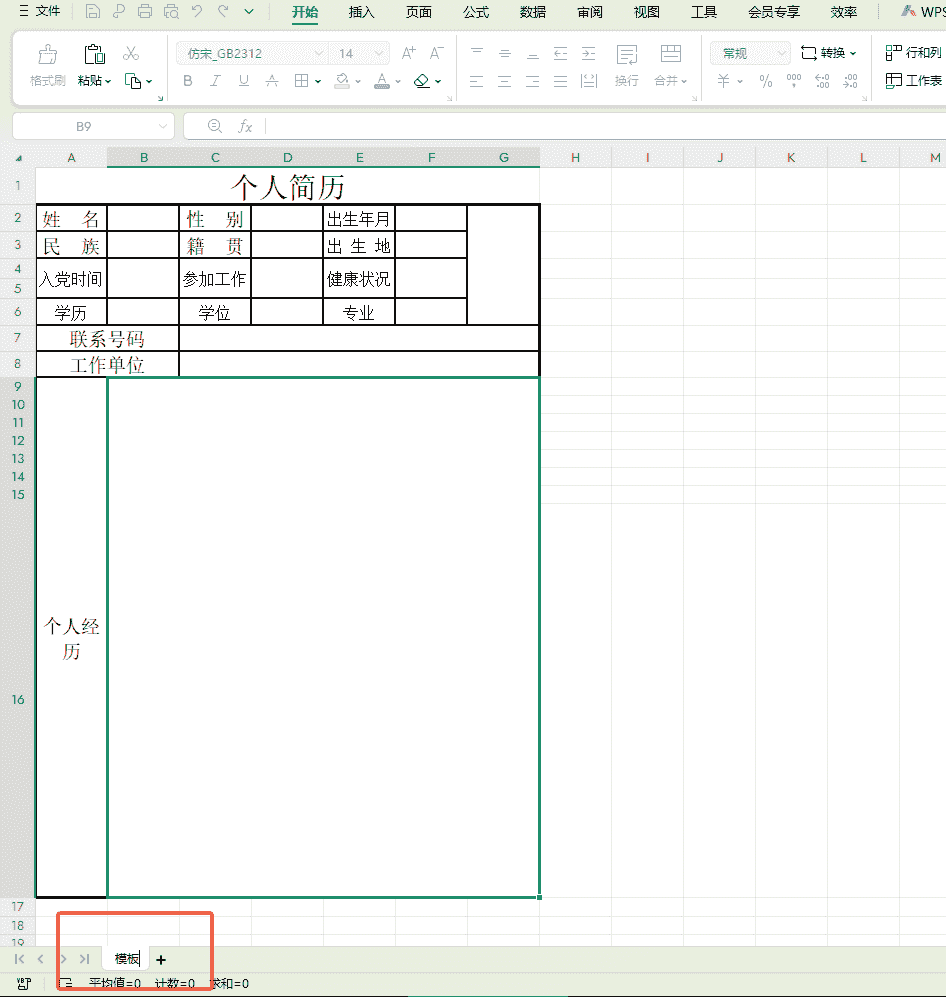 三 文件 开始 插入 页面 公式 数据 审阅 视图 工具 会员专享 效率 WPS
仿宋_GB2312 14 常规 转换 行和列
格式刷 粘贴 B I U A A 换行 合并 ¥ % 工作表
B9 fx
A B C D E F G H I J K L M
1 个人简历
2 姓 名 性 别 出生年月
3 民 族 籍 贯 出 生 地
4
入党时间 参加工作 健康状况
5
6 学历 学位 专业
7 联系号码
8 工作单位
9
10
11
12
13
14
15
个人经
历
16
17
18
19
模板 +
平均值=0 计数=0 求和=0